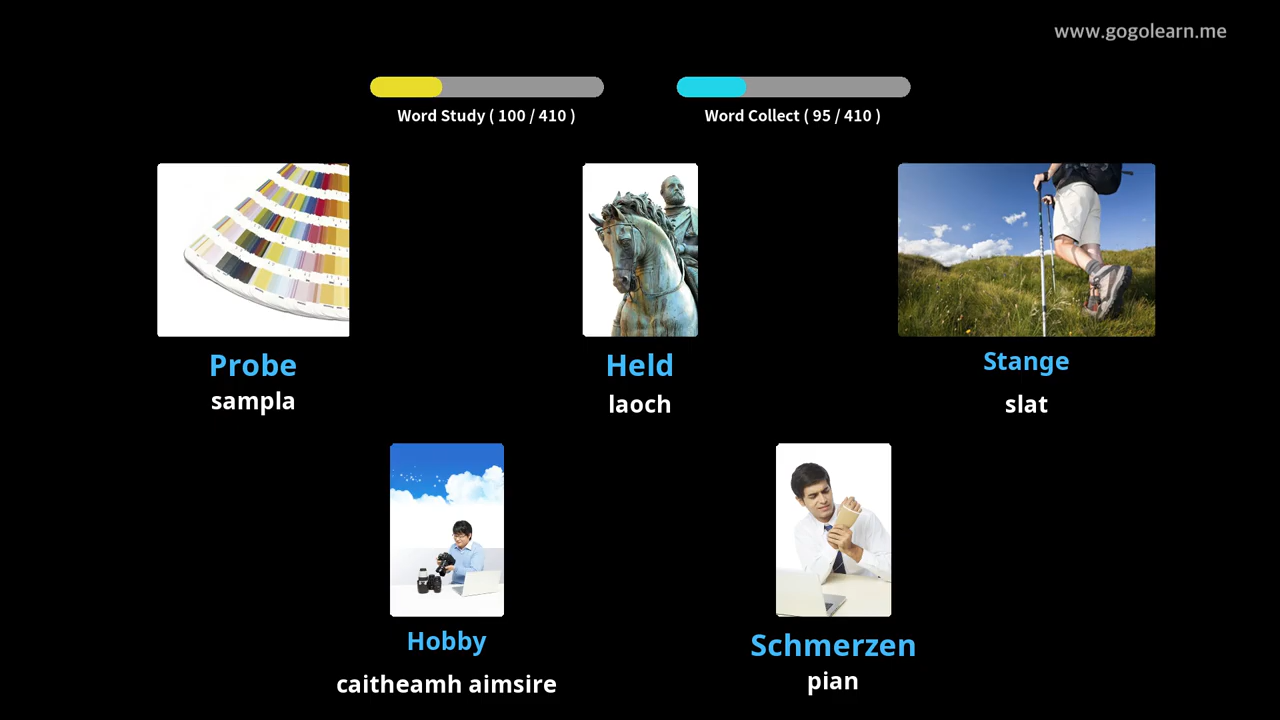 www.gogolearn.me
Word Study ( 100 / 410 )
Word Collect ( 95 / 410 )
Probe
sampla
Held
laoch
Stange
slat
Hobby
caitheamh aimsire
Schmerzen
pian